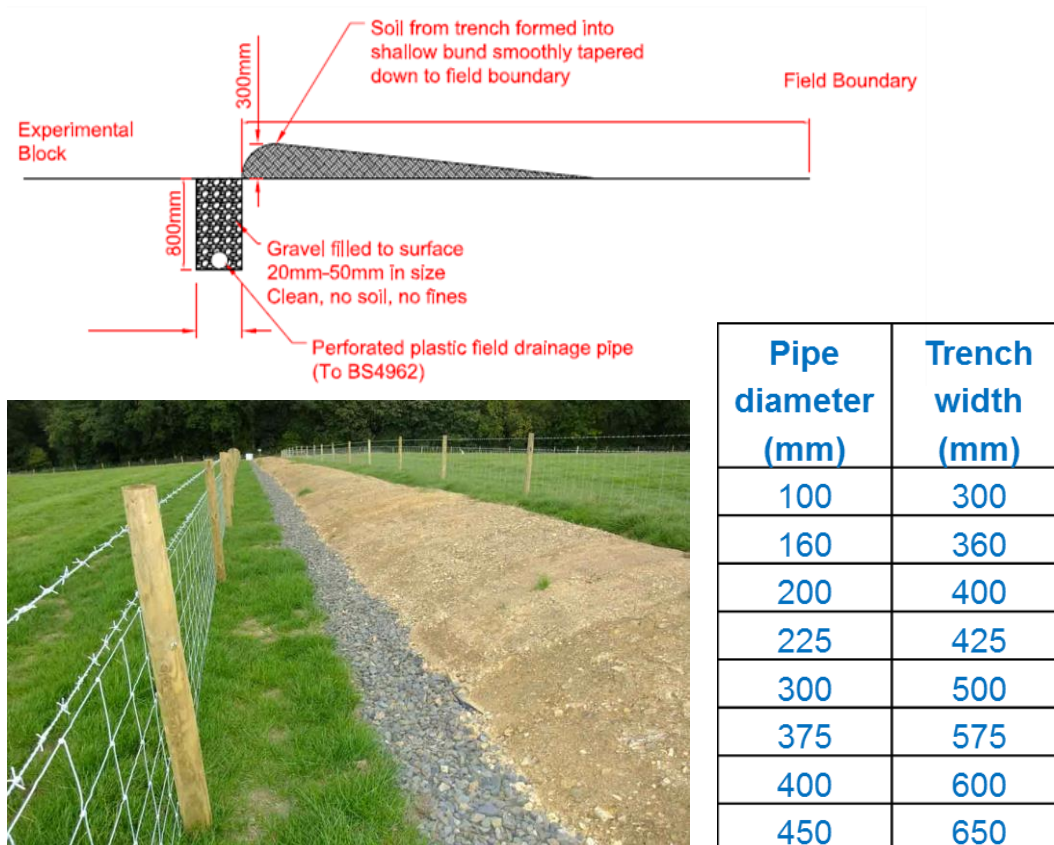 Soil from trench formed into
shallow bund smoothly tapered
down to field boundary
300mm
Field Boundary
Experimental
Block
800mm
Gravel filled to surface
20mm-50mm in size
Clean, no soil, no fines
Perforated plastic field drainage pipe
(To BS4962)
Pipe diameter (mm) Trench width (mm)
100 300
160 360
200 400
225 425
300 500
375 575
400 600
450 650